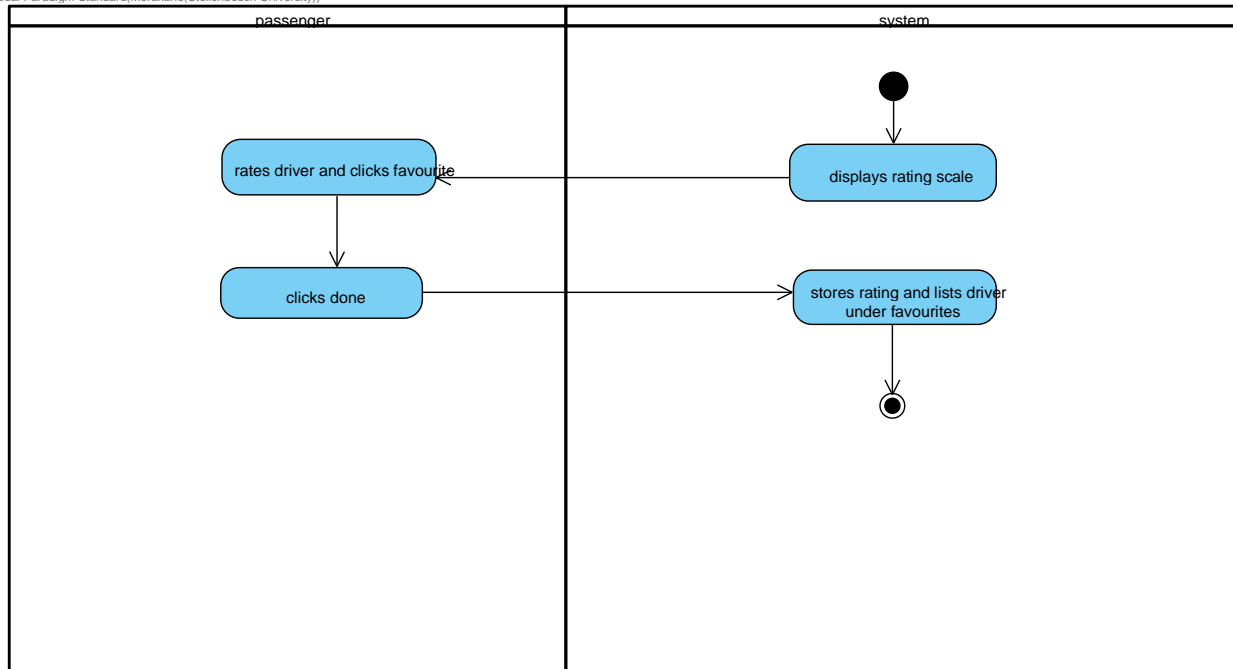 passenger
system
rates driver and clicks favourite
displays rating scale
clicks done
stores rating and lists driver
under favourites